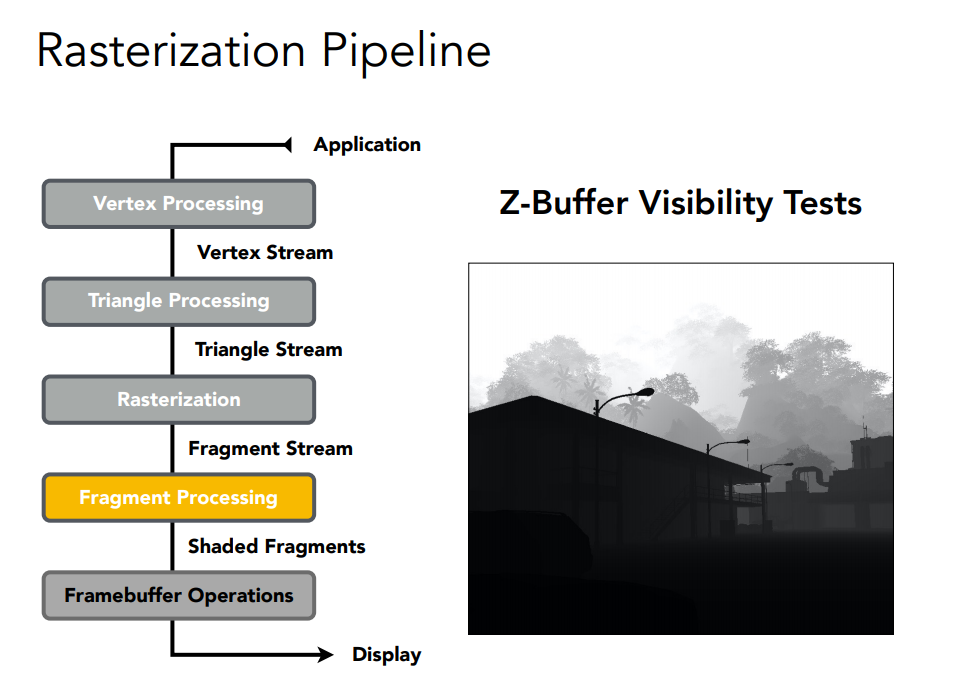 Rasterization Pipeline
Application
Vertex Processing
Vertex Stream
Triangle Processing
Triangle Stream
Rasterization
Fragment Stream
Fragment Processing
Shaded Fragments
Framebuffer Operations
Display
Z-Buffer Visibility Tests